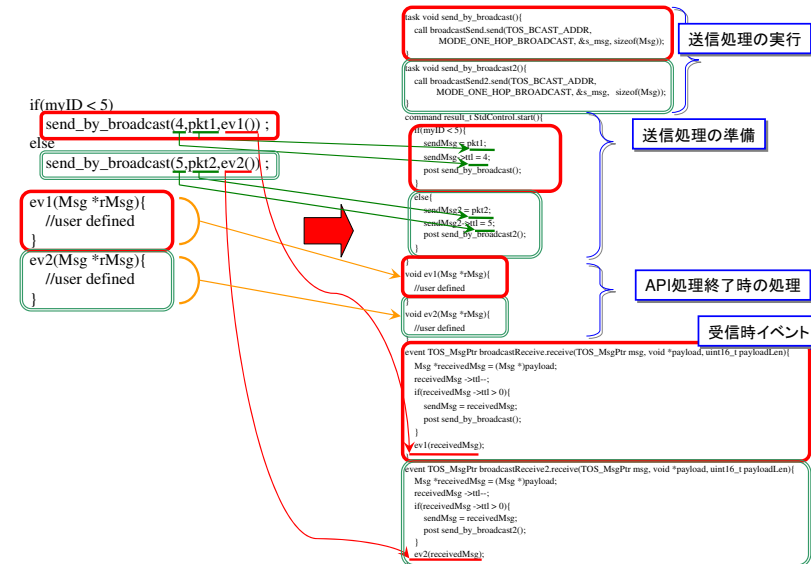 if(myID < 5)
send_by_broadcast(4,pkt1,ev1()) ;
else
send_by_broadcast(5,pkt2,ev2()) ;
ev1(Msg *rMsg){
//user defined
}
ev2(Msg *rMsg){
//user defined
}
task void send_by_broadcast(){
call broadcastSend.send(TOS_BCAST_ADDR,
MODE_ONE_HOP_BROADCAST, &s_msg, sizeof(Msg));
}
task void send_by_broadcast2(){
call broadcastSend2.send(TOS_BCAST_ADDR,
MODE_ONE_HOP_BROADCAST, &s_msg, sizeof(Msg));
}
送信処理の実行
command result_t StdControl.start(){
if(myID < 5){
sendMsg = pkt1;
sendMsg->ttl = 4;
post send_by_broadcast();
}
else{
sendMsg2 = pkt2;
sendMsg2->ttl = 5;
post send_by_broadcast2();
}
送信処理の準備
void ev1(Msg *rMsg){
//user defined
}
void ev2(Msg *rMsg){
//user defined
API処理終了時の処理
受信時イベント
event TOS_MsgPtr broadcastReceive.receive(TOS_MsgPtr msg, void *payload, uint16_t payloadLen){
Msg *receivedMsg = (Msg *)payload;
receivedMsg ->ttl--;
if(receivedMsg ->ttl > 0){
sendMsg = receivedMsg;
post send_by_broadcast();
}
ev1(receivedMsg);
}
event TOS_MsgPtr broadcastReceive2.receive(TOS_MsgPtr msg, void *payload, uint16_t payloadLen){
Msg *receivedMsg = (Msg *)payload;
receivedMsg ->ttl--;
if(receivedMsg ->ttl > 0){
sendMsg = receivedMsg;
post send_by_broadcast2();
}
ev2(receivedMsg);